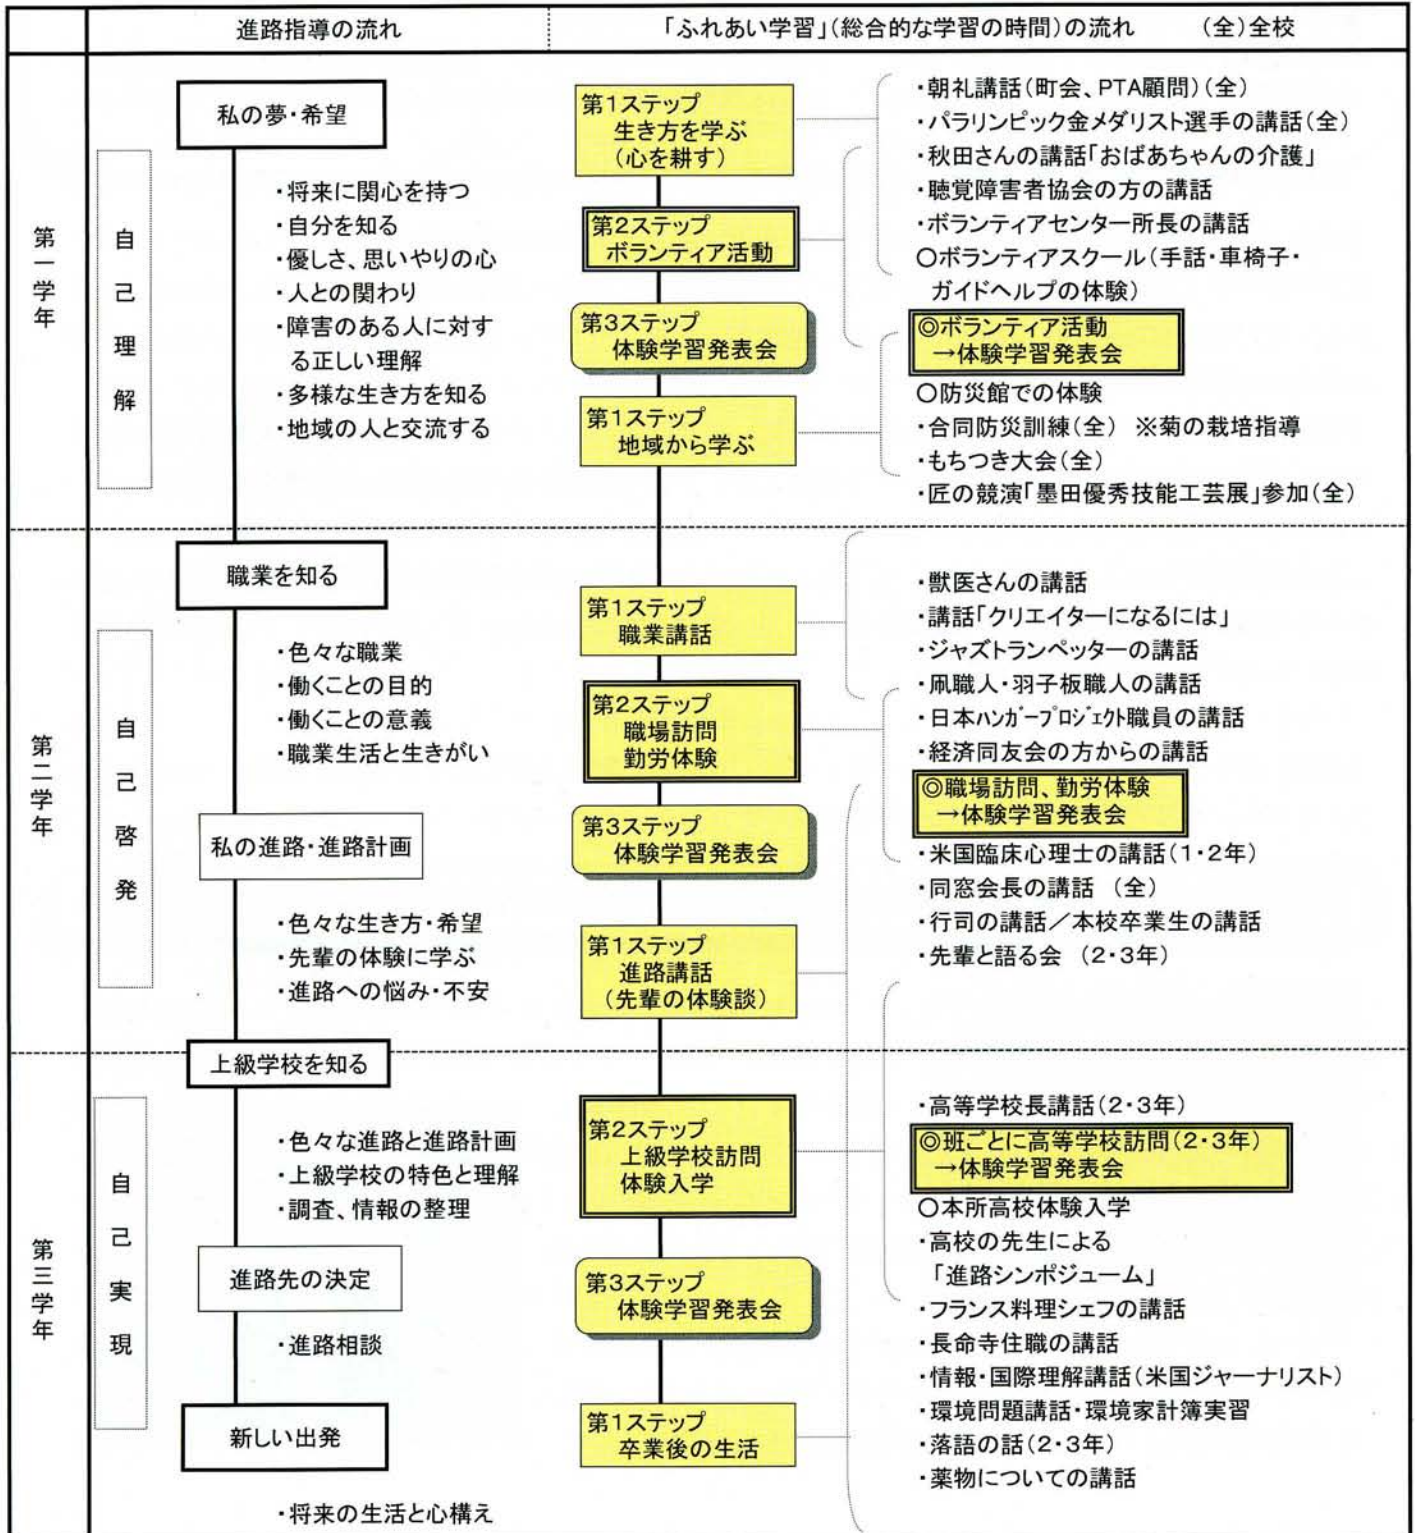 進路指導の流れ
「ふれあい学習」(総合的な学習の時間)の流れ　　(全)全校
第一学年
自己理解
私の夢・希望
・将来に関心を持つ
・自分を知る
・優しさ、思いやりの心
・人との関わり
・障害のある人に対す
る正しい理解
・多様な生き方を知る
・地域の人と交流する
第1ステップ
生き方を学ぶ
(心を耕す)
第2ステップ
ボランティア活動
第3ステップ
体験学習発表会
第1ステップ
地域から学ぶ
・朝礼講話(町会、PTA顧問)(全)
・パラリンピック金メダリスト選手の講話(全)
・秋田さんの講話「おばあちゃんの介護」
・聴覚障害者協会の方の講話
・ボランティアセンター所長の講話
○ボランティアスクール(手話・車椅子・
ガイドヘルプの体験)
◎ボランティア活動
→体験学習発表会
○防災館での体験
・合同防災訓練(全)　※菊の栽培指導
・もちつき大会(全)
・匠の競演「墨田優秀技能工芸展」参加(全)
第二学年
自己啓発
職業を知る
・色々な職業
・働くことの目的
・働くことの意義
・職業生活と生きがい
私の進路・進路計画
・色々な生き方・希望
・先輩の体験に学ぶ
・進路への悩み・不安
第1ステップ
職業講話
第2ステップ
職場訪問
勤労体験
第3ステップ
体験学習発表会
第1ステップ
進路講話
(先輩の体験談)
・獣医さんの講話
・講話「クリエイターになるには」
・ジャズトランペッターの講話
・凧職人・羽子板職人の講話
・日本ﾊﾝｶﾞｰﾌﾟﾛｼﾞｪｸﾄ職員の講話
・経済同友会の方からの講話
◎職場訪問、勤労体験
→体験学習発表会
・米国臨床心理士の講話(1・2年)
・同窓会長の講話　(全)
・行司の講話／本校卒業生の講話
・先輩と語る会　(2・3年)
第三学年
自己実現
上級学校を知る
・色々な進路と進路計画
・上級学校の特色と理解
・調査、情報の整理
進路先の決定
・進路相談
新しい出発
・将来の生活と心構え
第2ステップ
上級学校訪問
体験入学
第3ステップ
体験学習発表会
第1ステップ
卒業後の生活
・高等学校長講話(2・3年)
◎班ごとに高等学校訪問(2・3年)
→体験学習発表会
○本所高校体験入学
・高校の先生による
「進路シンポジューム」
・フランス料理シェフの講話
・長命寺住職の講話
・情報・国際理解講話(米国ジャーナリスト)
・環境問題講話・環境家計簿実習
・落語の話(2・3年)
・薬物についての講話